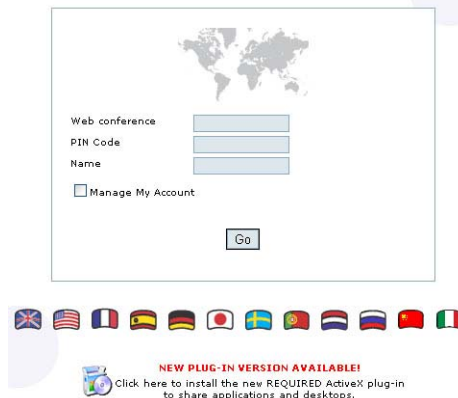 Web conference
PIN Code
Name
Manage My Account
Go
NEW PLUG-IN VERSION AVAILABLE!
Click here to install the new REQUIRED ActiveX plug-in
to share applications and desktops.